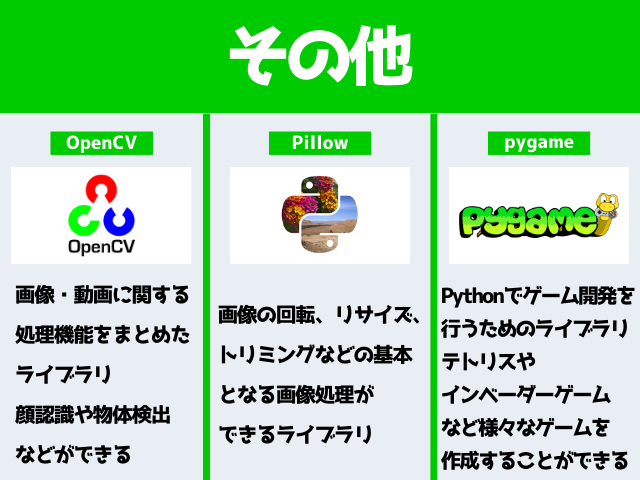 その他
OpenCV
OpenCV
画像・動画に関する
処理機能をまとめた
ライブラリ
顔認識や物体検出
などができる
Pillow
画像の回転、リサイズ、
トリミングなどの基本
となる画像処理が
できるライブラリ
pygame
pygame
Pythonでゲーム開発を
行うためのライブラリ
テトリスや
インベーダーゲーム
など様々なゲームを
作成することができる